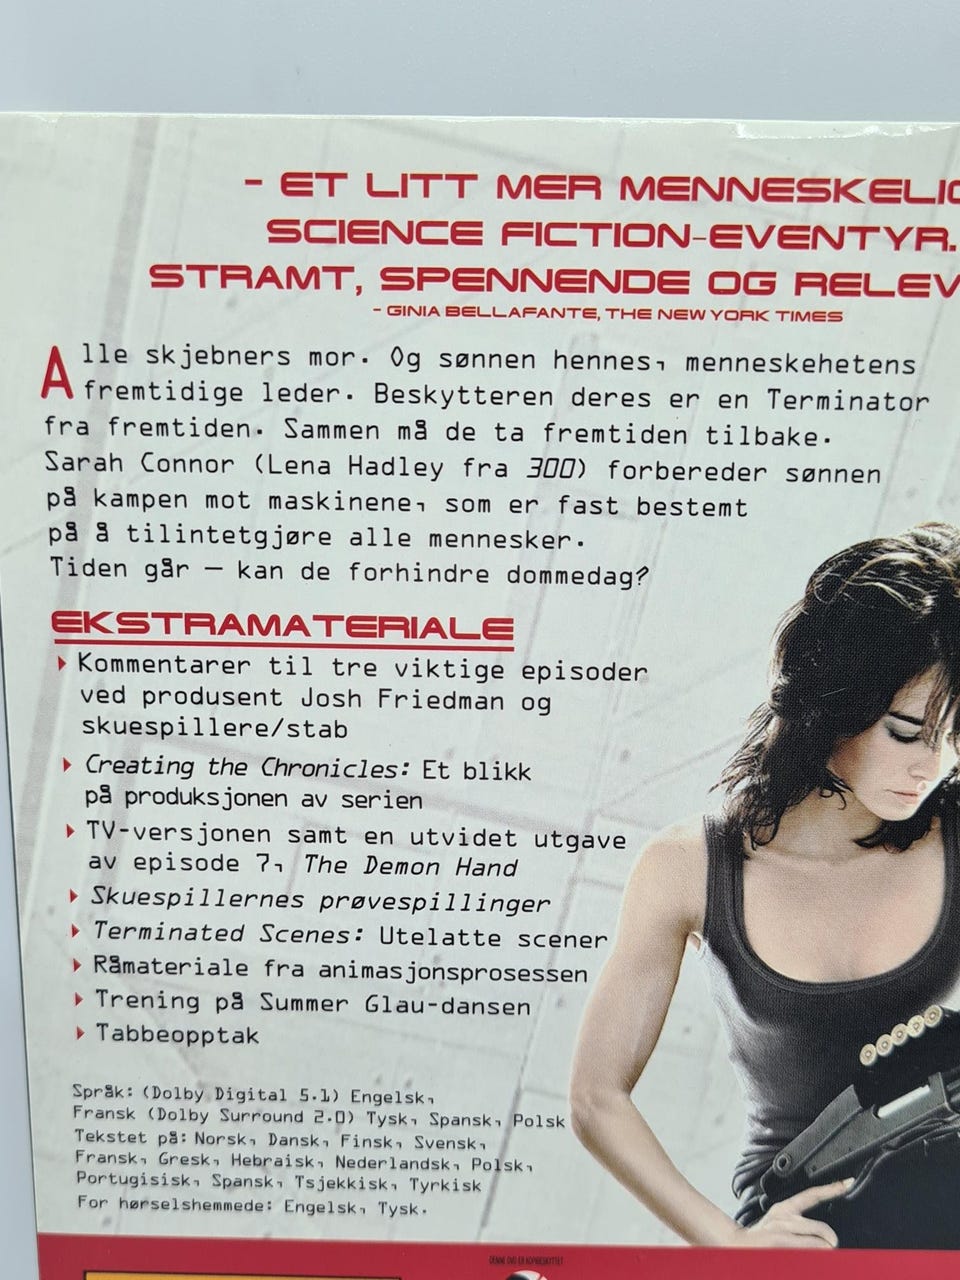 - ET LITT MER MENNESKELIG
SCIENCE FICTION-EVENTYR.
STRAMT, SPENNENDE OG RELEV
- GINIA BELLAFANTE, THE NEW YORK TIMES
Alle skjebners mor. Og sønnen hennes, menneskehetens
fremtidige leder. Beskytteren deres er en Terminator
fra fremtiden. Sammen må de ta fremtiden tilbake.
Sarah Connor (Lena Hadley fra 300) forbereder sønnen
på kampen mot maskinene, som er fast bestemt
på å tilintetgjøre alle mennesker.
Tiden går — kan de forhindre dommedag?
EKSTRAMATERIALE
Kommentarer til tre viktige episoder
ved produsent Josh Friedman og
skuespillere/stab
Creating the Chronicles: Et blikk
på produksjonen av serien
TV-versjonen samt en utvidet utgave
av episode 7, The Demon Hand
Skuespillernes prøvespillinger
Terminated Scenes: Utelatte scener
Råmateriale fra animasjonsprosessen
Trening på Summer Glau-dansen
Tabbeopptak
Språk: (Dolby Digital 5.1) Engelsk,
Fransk (Dolby Surround 2.0) Tysk, Spansk, Polsk
Tekstet på: Norsk, Dansk, Finsk, Svensk,
Fransk, Gresk, Hebraisk, Nederlandsk, Polsk,
Portugisisk, Spansk, Tsjekkisk, Tyrkisk
For hørselshemmede: Engelsk, Tysk.
DENNE DVD ER KOPIBESKYTTET